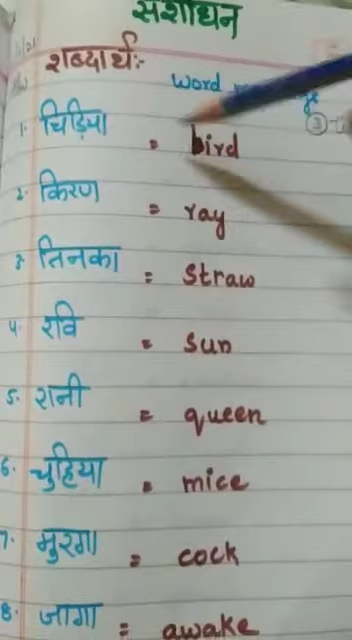 संशोधन
शब्दार्थ:-
Word
1. चिड़िया = bird
2. किरण = ray
3. तिनका = straw
4. रवि = sun
5. रानी = queen
6. चुहिया = mice
7. मुरगा = cock
8. जागा = awake